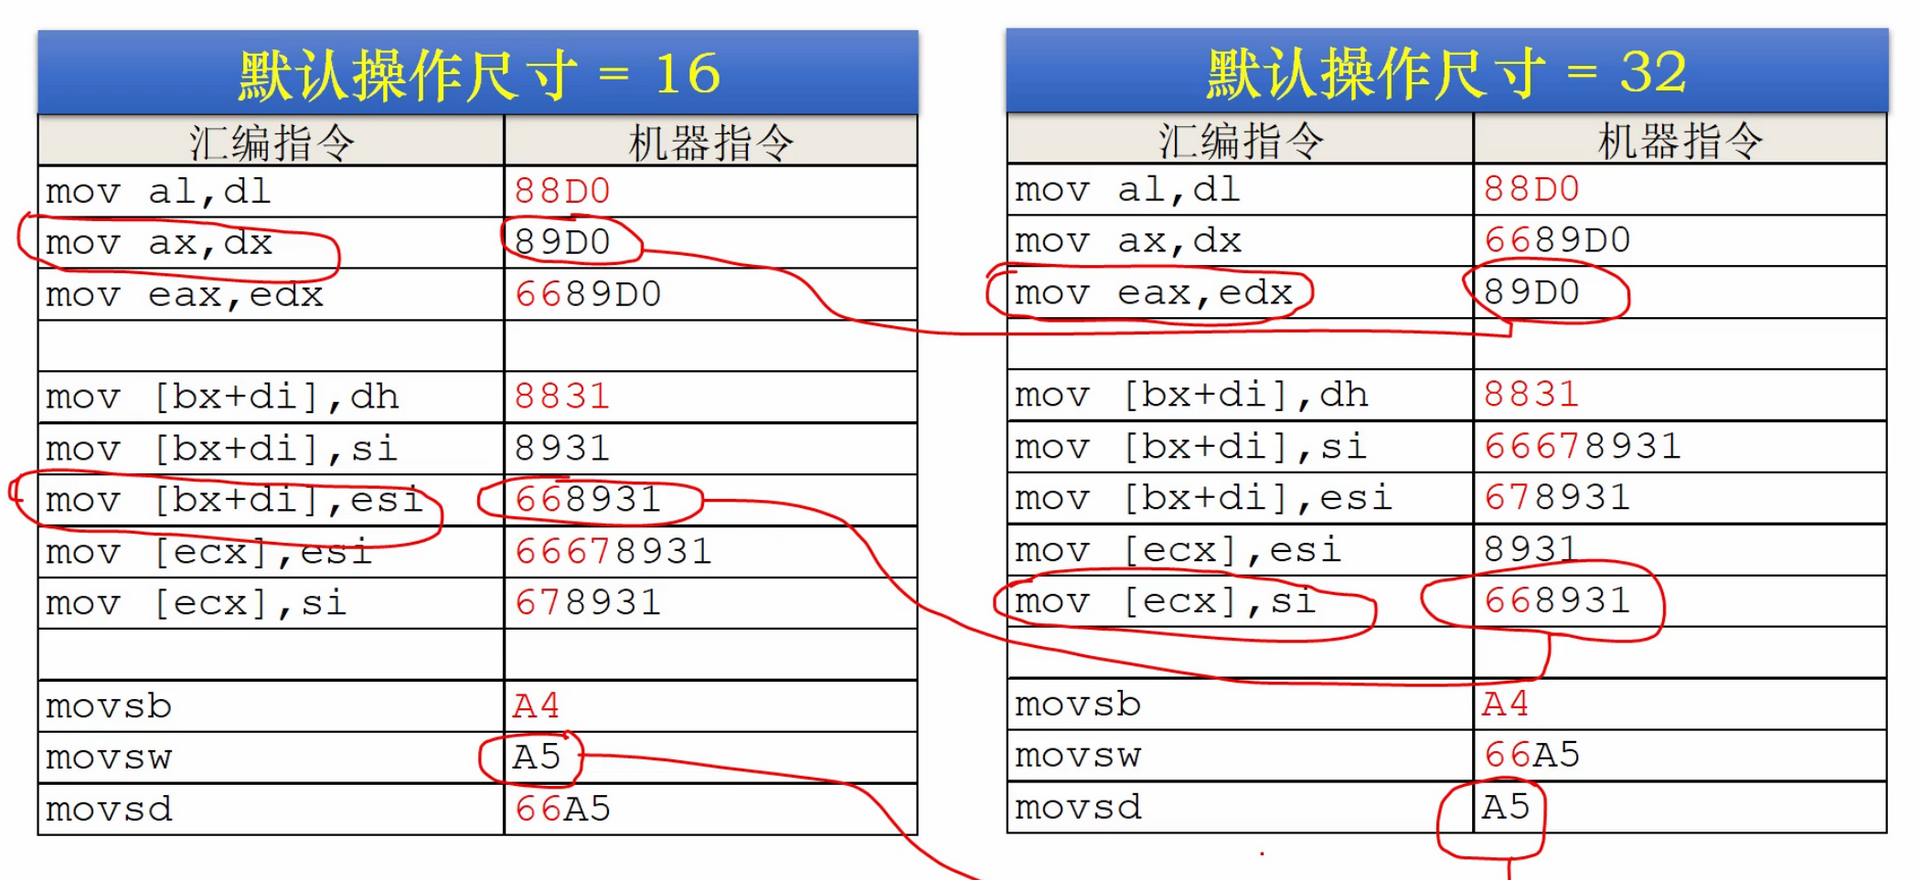 默认操作尺寸 = 16
汇编指令 机器指令
mov al,dl 88D0
mov ax,dx 89D0
mov eax,edx 6689D0
mov [bx+di],dh 8831
mov [bx+di],si 8931
mov [bx+di],esi 668931
mov [ecx],esi 66678931
mov [ecx],si 678931
movsb A4
movsw A5
movsd 66A5
默认操作尺寸 = 32
汇编指令 机器指令
mov al,dl 88D0
mov ax,dx 6689D0
mov eax,edx 89D0
mov [bx+di],dh 8831
mov [bx+di],si 66678931
mov [bx+di],esi 678931
mov [ecx],esi 8931
mov [ecx],si 668931
movsb A4
movsw 66A5
movsd A5